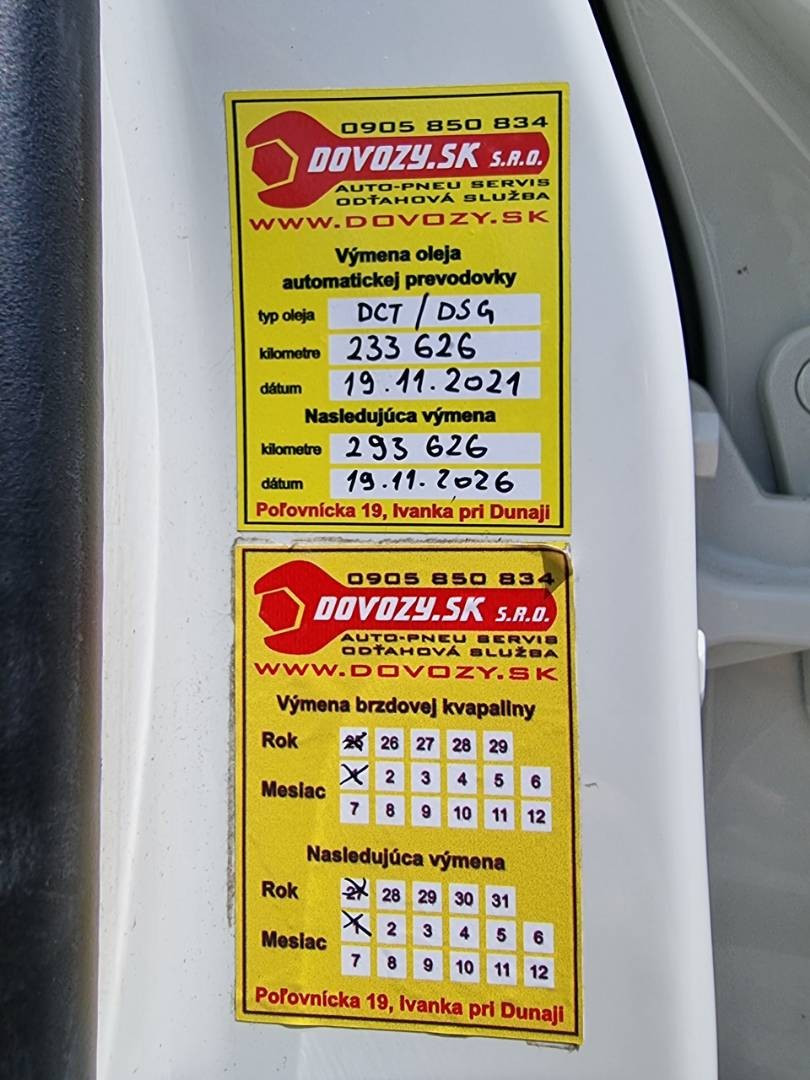 0905 850 834
DOVOZY.SK S.R.O.
AUTO-PNEU SERVIS
ODŤAHOVÁ SLUŽBA
WWW.DOVOZY.SK
Výmena oleja
automatickej prevodovky
typ oleja DCT / DSG
kilometre 233 626
dátum 19.11.2021
Nasledujúca výmena
kilometre 293 626
dátum 19.11.2026
Poľovnícka 19, Ivanka pri Dunaji
0905 850 834
DOVOZY.SK S.R.O.
AUTO-PNEU SERVIS
ODŤAHOVÁ SLUŽBA
WWW.DOVOZY.SK
Výmena brzdovej kvapaliny
Rok 25 26 27 28 29
Mesiac 1 2 3 4 5 6
7 8 9 10 11 12
Nasledujúca výmena
Rok 27 28 29 30 31
Mesiac 1 2 3 4 5 6
7 8 9 10 11 12
Poľovnícka 19, Ivanka pri Dunaji